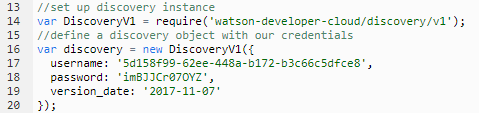 13 //set up discovery instance
14 var DiscoveryV1 = require('watson-developer-cloud/discovery/v1');
15 //define a discovery object with our credentials
16 var discovery = new DiscoveryV1({
17 username: '5d158f99-62ee-448a-b172-b3c66c5dfce8',
18 password: 'imBJJCr07OYZ',
19 version_date: '2017-11-07'
20 });